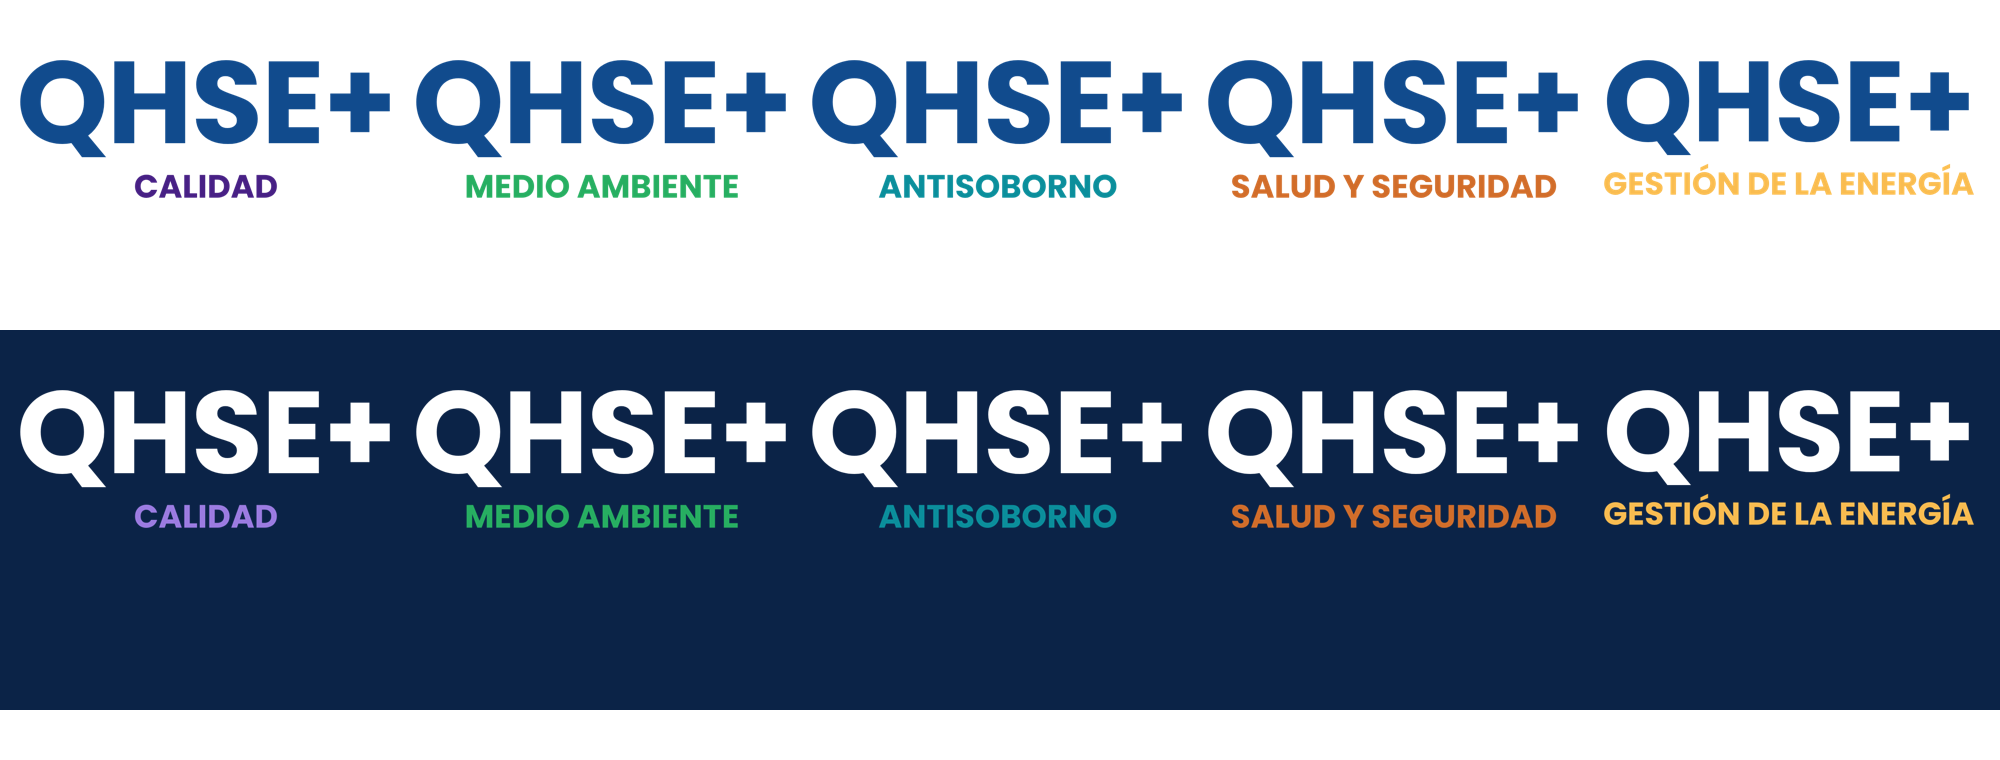 QHSE+ QHSE+ QHSE+ QHSE+ QHSE+
CALIDAD MEDIO AMBIENTE ANTISOBORNO SALUD Y SEGURIDAD GESTIÓN DE LA ENERGÍA
QHSE+ QHSE+ QHSE+ QHSE+ QHSE+
CALIDAD MEDIO AMBIENTE ANTISOBORNO SALUD Y SEGURIDAD GESTIÓN DE LA ENERGÍA